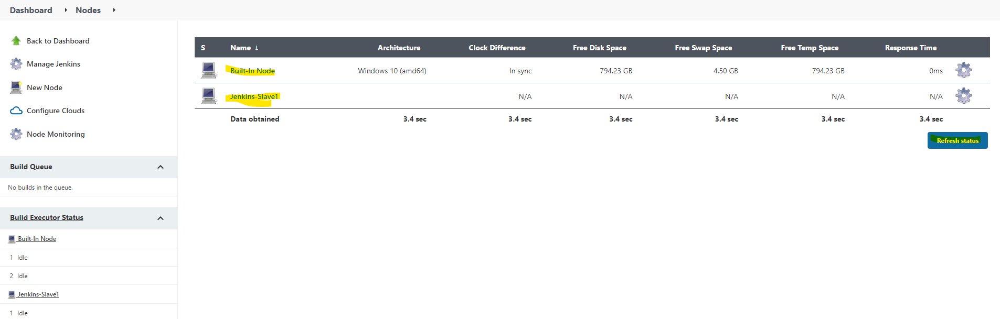 Dashboard Nodes
Back to Dashboard
Manage Jenkins
New Node
Configure Clouds
Node Monitoring
Build Queue
No builds in the queue.
Build Executor Status
Built-In Node
1 Idle
2 Idle
Jenkins-Slave1
1 Idle
S Name ↓ Architecture Clock Difference Free Disk Space Free Swap Space Free Temp Space Response Time
Built-In Node Windows 10 (amd64) In sync 794.23 GB 4.50 GB 794.23 GB 0ms
Jenkins-Slave1 N/A N/A N/A N/A N/A
Data obtained 3.4 sec 3.4 sec 3.4 sec 3.4 sec 3.4 sec 3.4 sec
Refresh status